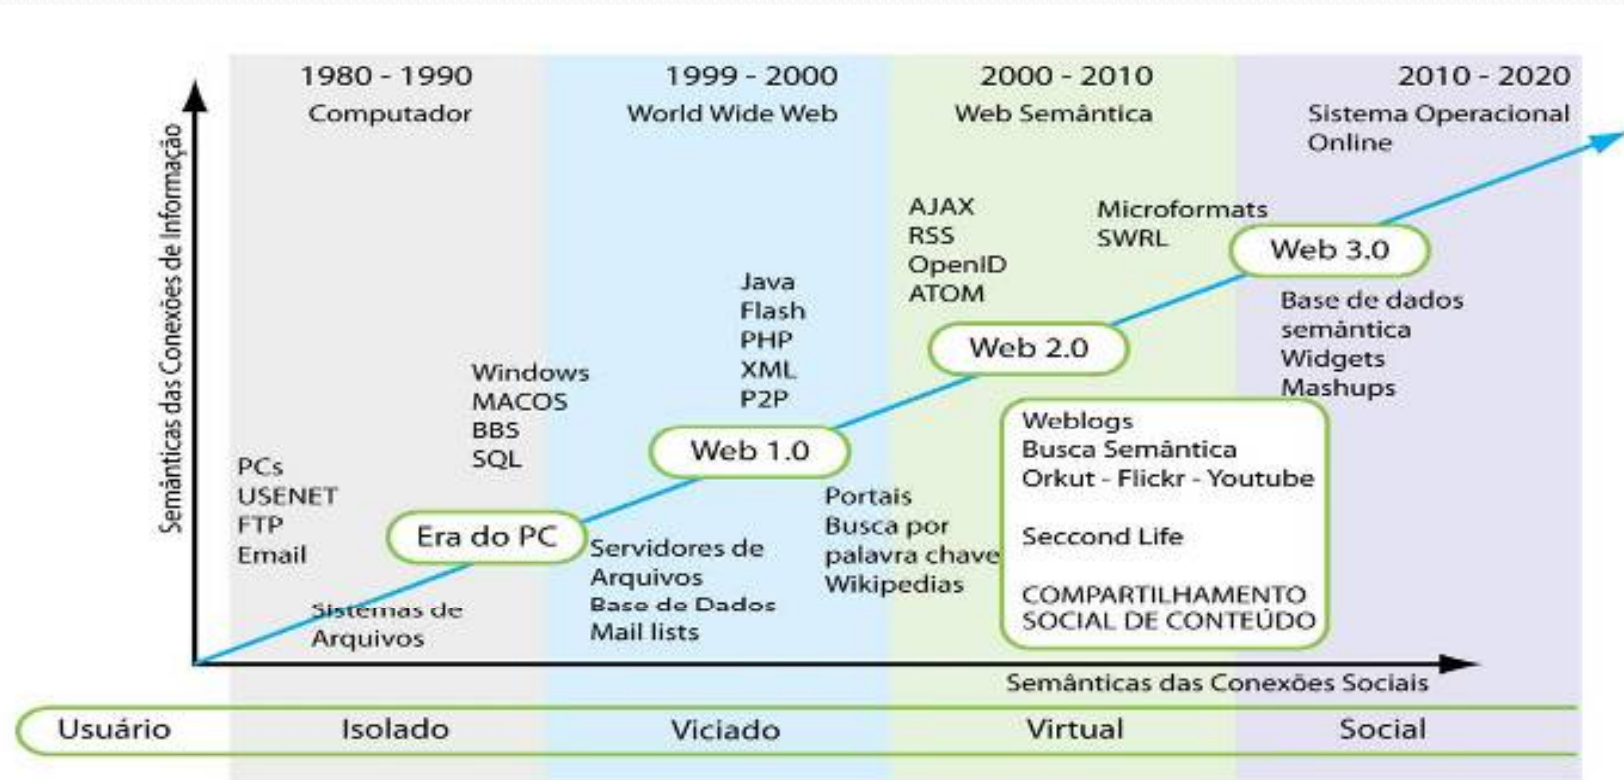 1980 - 1990
Computador
1999 - 2000
World Wide Web
2000 - 2010
Web Semântica
2010 - 2020
Sistema Operacional
Online
Semânticas das Conexões de Informação
PCs
USENET
FTP
Email
Windows
MACOS
BBS
SQL
Era do PC
Sistemas de
Arquivos
Java
Flash
PHP
XML
P2P
Web 1.0
Servidores de
Arquivos
Base de Dados
Mail lists
Portais
Busca por
palavra chave
Wikipedias
AJAX
RSS
OpenID
ATOM
Web 2.0
Microformats
SWRL
Weblogs
Busca Semântica
Orkut - Flickr - Youtube
Seccond Life
COMPARTILHAMENTO
SOCIAL DE CONTEÚDO
Web 3.0
Base de dados
semântica
Widgets
Mashups
Semânticas das Conexões Sociais
Usuário
Isolado
Viciado
Virtual
Social